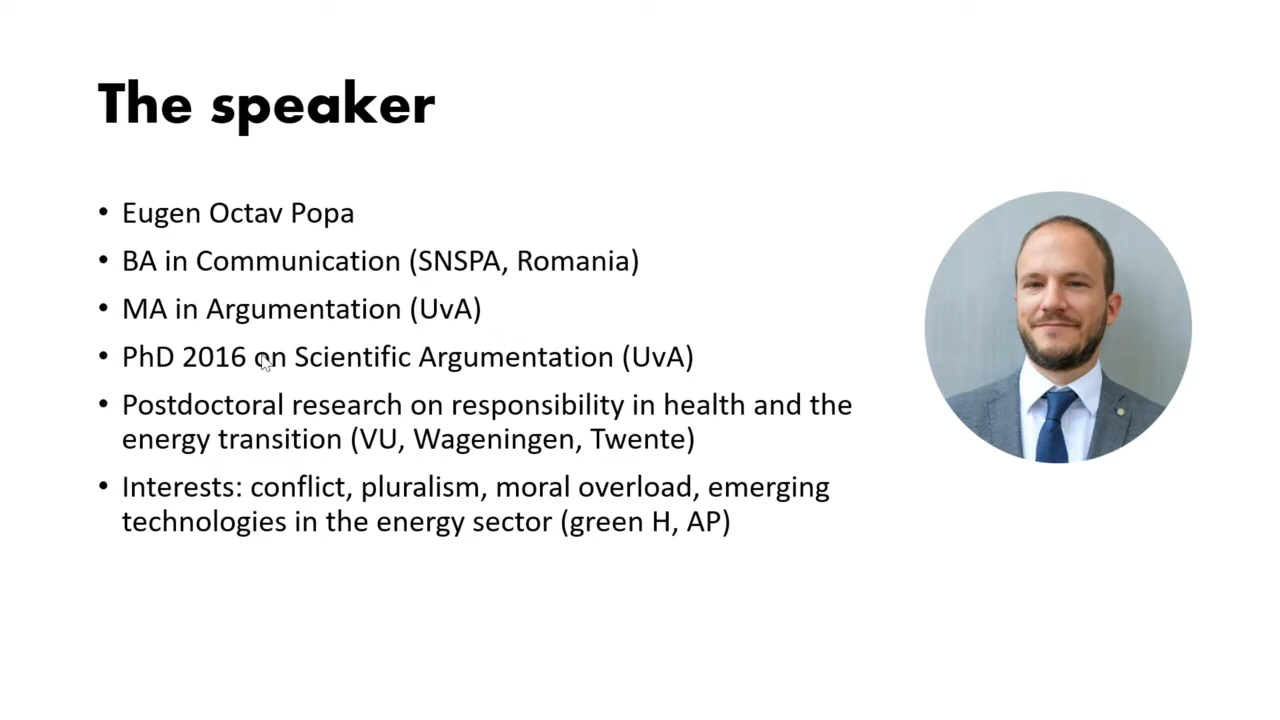 The speaker
• Eugen Octav Popa
• BA in Communication (SNSPA, Romania)
• MA in Argumentation (UvA)
• PhD 2016 on Scientific Argumentation (UvA)
• Postdoctoral research on responsibility in health and the
energy transition (VU, Wageningen, Twente)
• Interests: conflict, pluralism, moral overload, emerging
technologies in the energy sector (green H, AP)